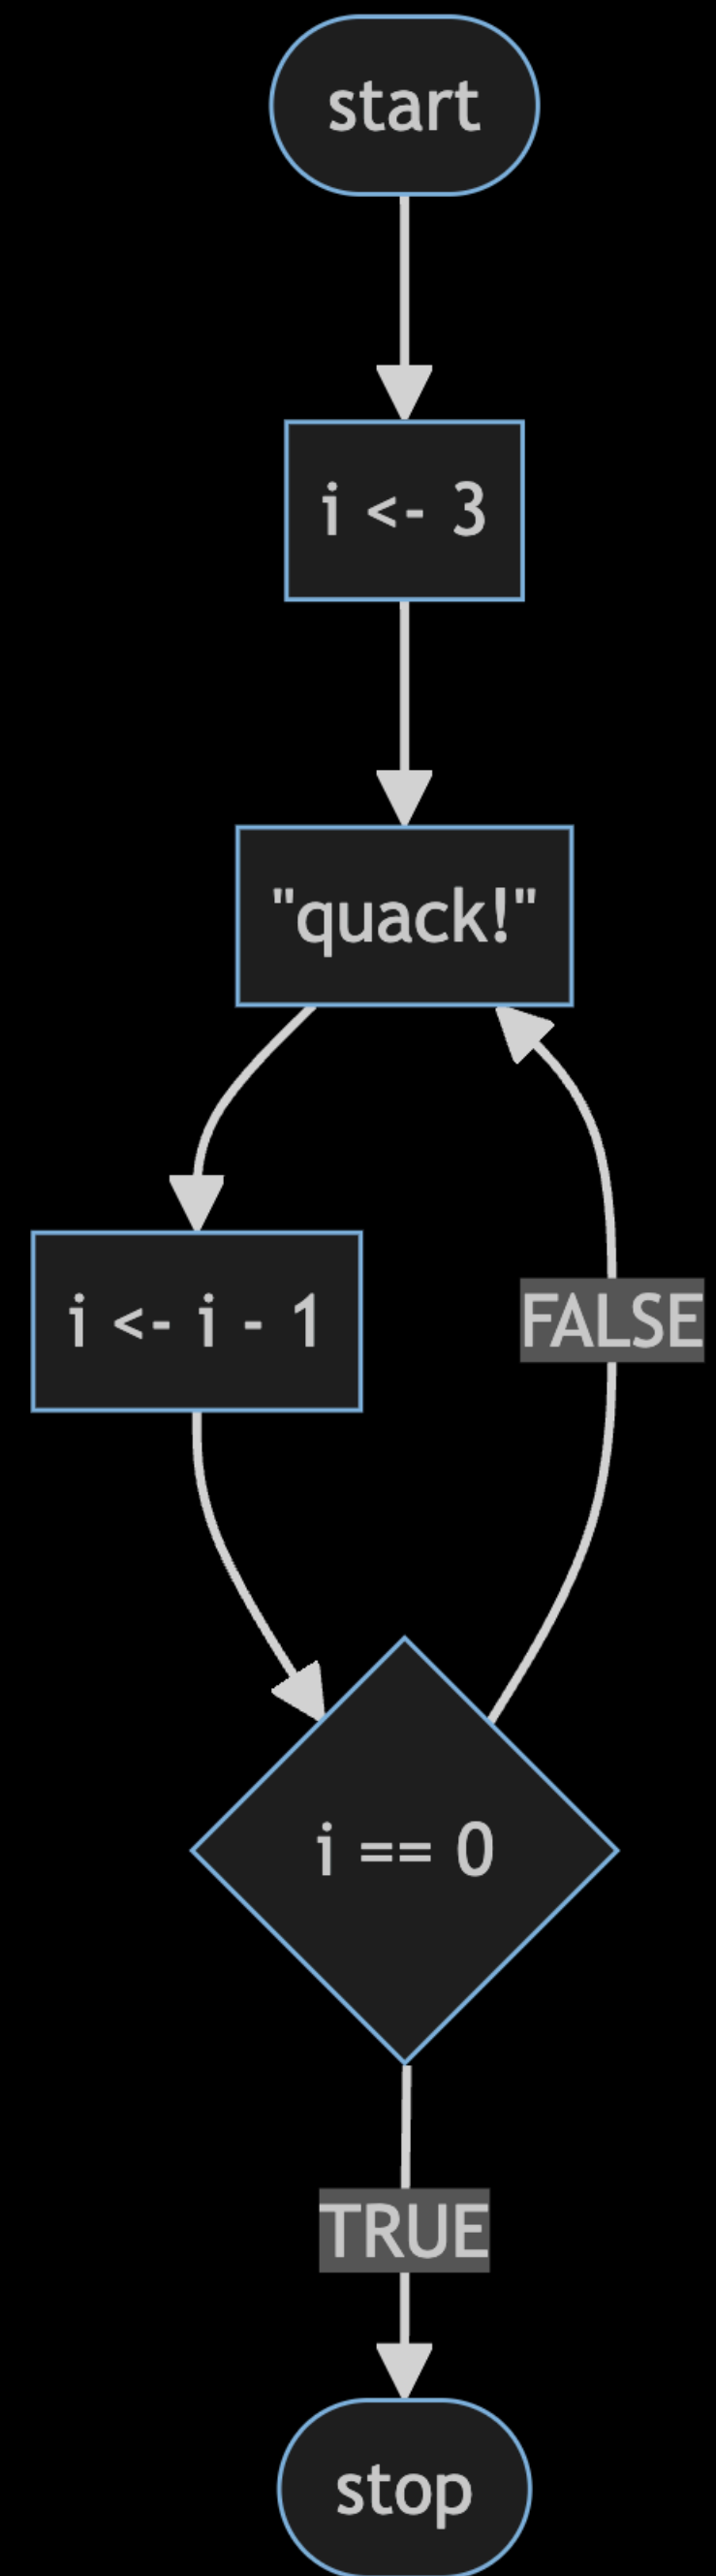 start
i <- 3
"quack!"
i <- i - 1
FALSE
i == 0
TRUE
stop